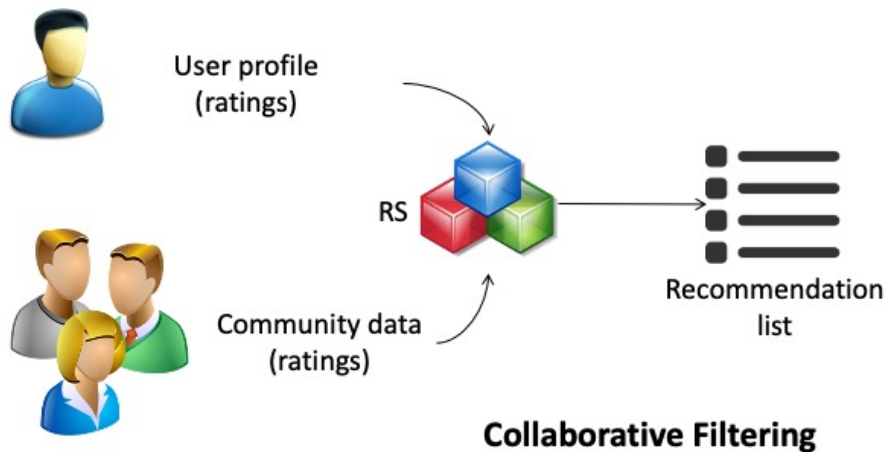 User profile
(ratings)
RS
Community data
(ratings)
Recommendation
list
Collaborative Filtering